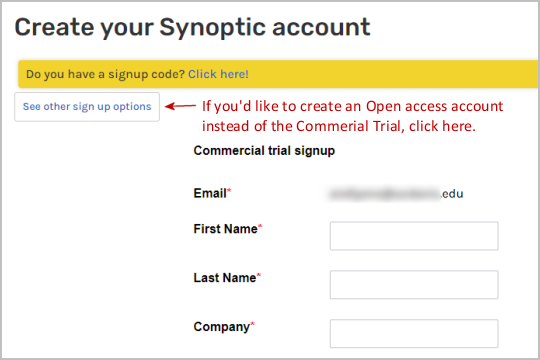 Create your Synoptic account
Do you have a signup code? Click here!
See other sign up options
If you'd like to create an Open access account
instead of the Commerial Trial, click here.
Commercial trial signup
Email*
.edu
First Name*
Last Name*
Company*